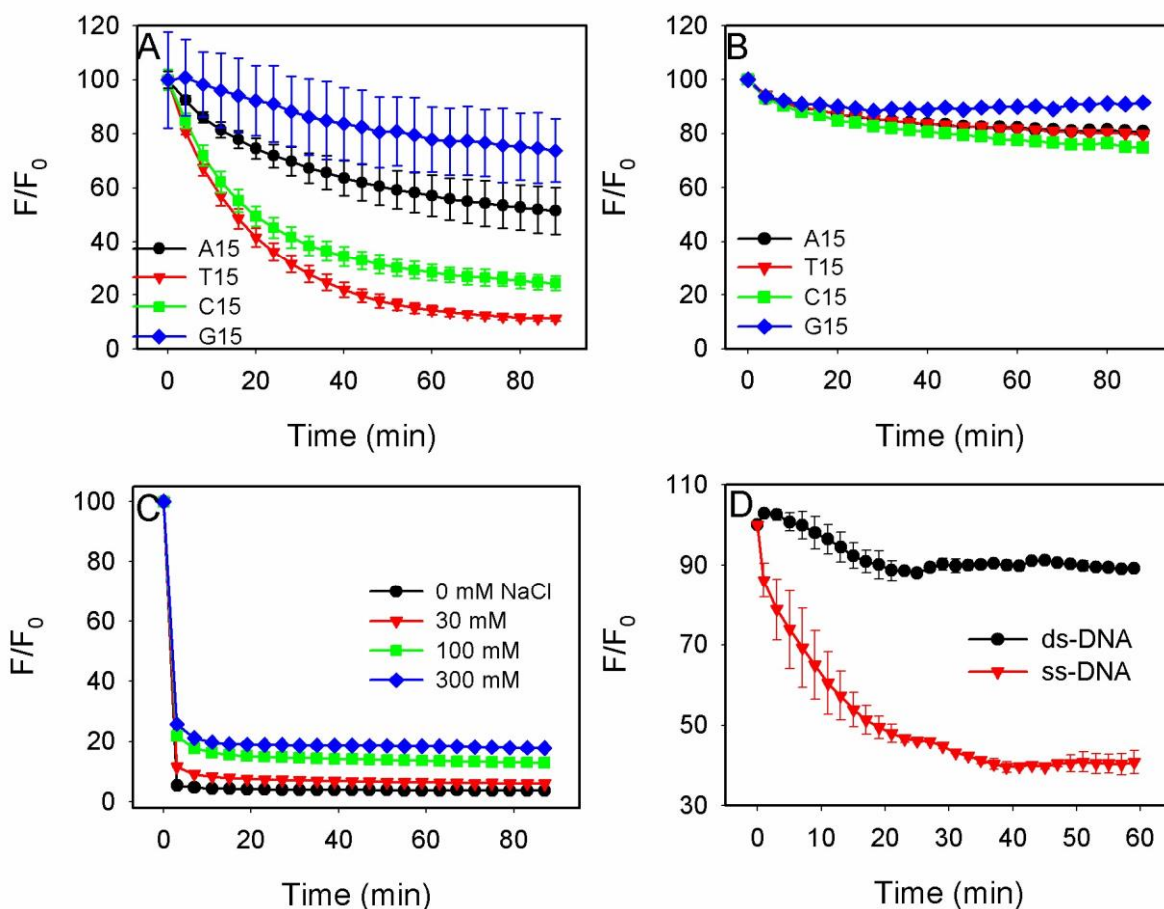 A
F/F0
120
100
80
60
40
20
0
A15
T15
C15
G15
0 20 40 60 80
Time (min)
B
F/F0
120
100
80
60
40
20
0
A15
T15
C15
G15
0 20 40 60 80
Time (min)
C
F/F0
100
80
60
40
20
0
0 mM NaCl
30 mM
100 mM
300 mM
0 20 40 60 80
Time (min)
D
F/F0
110
90
70
50
30
ds-DNA
ss-DNA
0 10 20 30 40 50 60
Time (min)